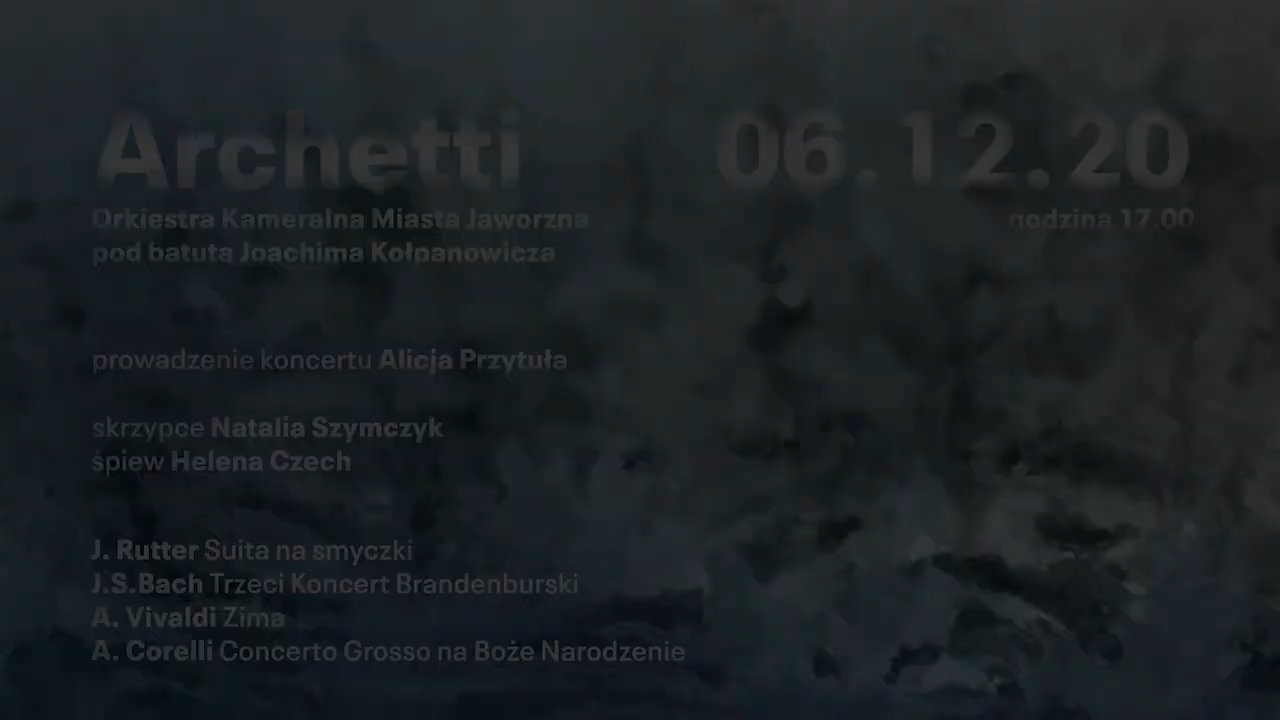 Archetti
06.12.20
Orkiestra Kameralna Miasta Jaworzna
godzina 17.00
pod batutą Joachima Kołpanowicza
prowadzenie koncertu Alicja Przytuła
skrzypce Natalia Szymczyk
śpiew Helena Czech
J. Rutter Suita na smyczki
J.S.Bach Trzeci Koncert Brandenburski
A. Vivaldi Zima
A. Corelli Concerto Grosso na Boże Narodzenie